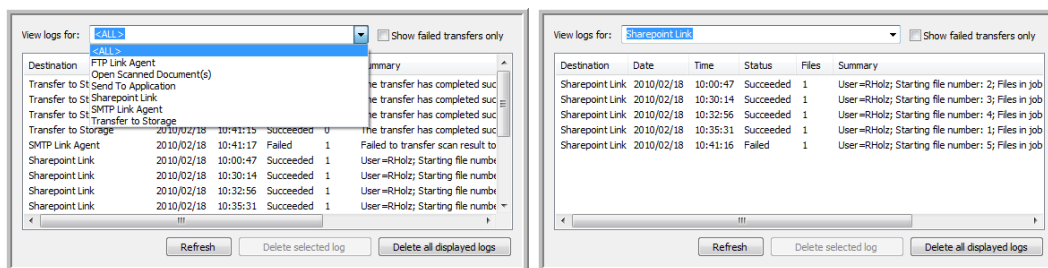 View logs for: <ALL> Show failed transfers only
<ALL>
FTP Link Agent
Open Scanned Document(s)
Send To Application
Sharepoint Link
SMTP Link Agent
Transfer to Storage
Destination ummary
Transfer to St he transfer has completed suc
Transfer to St he transfer has completed suc
Transfer to St he transfer has completed suc
Transfer to Storage 2010/02/18 10:41:15 Succeeded 0 The transfer has completed suc
SMTP Link Agent 2010/02/18 10:41:17 Failed 1 Failed to transfer scan result to
Sharepoint Link 2010/02/18 10:00:47 Succeeded 1 User=RHolz; Starting file numbe
Sharepoint Link 2010/02/18 10:30:14 Succeeded 1 User=RHolz; Starting file numbe
Sharepoint Link 2010/02/18 10:32:56 Succeeded 1 User=RHolz; Starting file numbe
Sharepoint Link 2010/02/18 10:35:31 Succeeded 1 User=RHolz; Starting file numbe
Refresh Delete selected log Delete all displayed logs
View logs for: Sharepoint Link Show failed transfers only
Destination Date Time Status Files Summary
Sharepoint Link 2010/02/18 10:00:47 Succeeded 1 User=RHolz; Starting file number: 2; Files in job
Sharepoint Link 2010/02/18 10:30:14 Succeeded 1 User=RHolz; Starting file number: 3; Files in job
Sharepoint Link 2010/02/18 10:32:56 Succeeded 1 User=RHolz; Starting file number: 4; Files in job
Sharepoint Link 2010/02/18 10:35:31 Succeeded 1 User=RHolz; Starting file number: 1; Files in job
Sharepoint Link 2010/02/18 10:41:16 Failed 1 User=RHolz; Starting file number: 5; Files in job
Refresh Delete selected log Delete all displayed logs